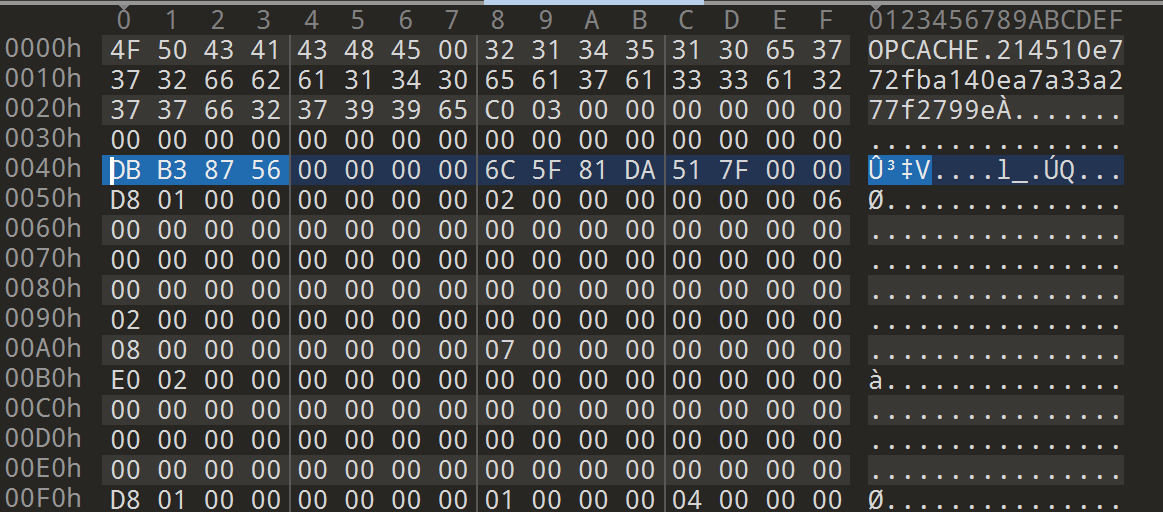 0 1 2 3 4 5 6 7 8 9 A B C D E F 0123456789ABCDEF
0000h 4F 50 43 41 43 48 45 00 32 31 34 35 31 30 65 37 OPCACHE.214510e7
0010h 37 32 66 62 61 31 34 30 65 61 37 61 33 33 61 32 72fba140ea7a33a2
0020h 37 37 66 32 37 39 39 65 C0 03 00 00 00 00 00 00 77f2799eÀ.......
0030h 00 00 00 00 00 00 00 00 00 00 00 00 00 00 00 00 ................
0040h DB B3 87 56 00 00 00 00 6C 5F 81 DA 51 7F 00 00 Û³‡V....l_.ÚQ...
0050h D8 01 00 00 00 00 00 00 02 00 00 00 00 00 00 06 Ø...............
0060h 00 00 00 00 00 00 00 00 00 00 00 00 00 00 00 00 ................
0070h 00 00 00 00 00 00 00 00 00 00 00 00 00 00 00 00 ................
0080h 00 00 00 00 00 00 00 00 00 00 00 00 00 00 00 00 ................
0090h 02 00 00 00 00 00 00 00 00 00 00 00 00 00 00 00 ................
00A0h 08 00 00 00 00 00 00 00 07 00 00 00 00 00 00 00 ................
00B0h E0 02 00 00 00 00 00 00 00 00 00 00 00 00 00 00 à...............
00C0h 00 00 00 00 00 00 00 00 00 00 00 00 00 00 00 00 ................
00D0h 00 00 00 00 00 00 00 00 00 00 00 00 00 00 00 00 ................
00E0h 00 00 00 00 00 00 00 00 00 00 00 00 00 00 00 00 ................
00F0h D8 01 00 00 00 00 00 00 01 00 00 00 04 00 00 00 Ø...............